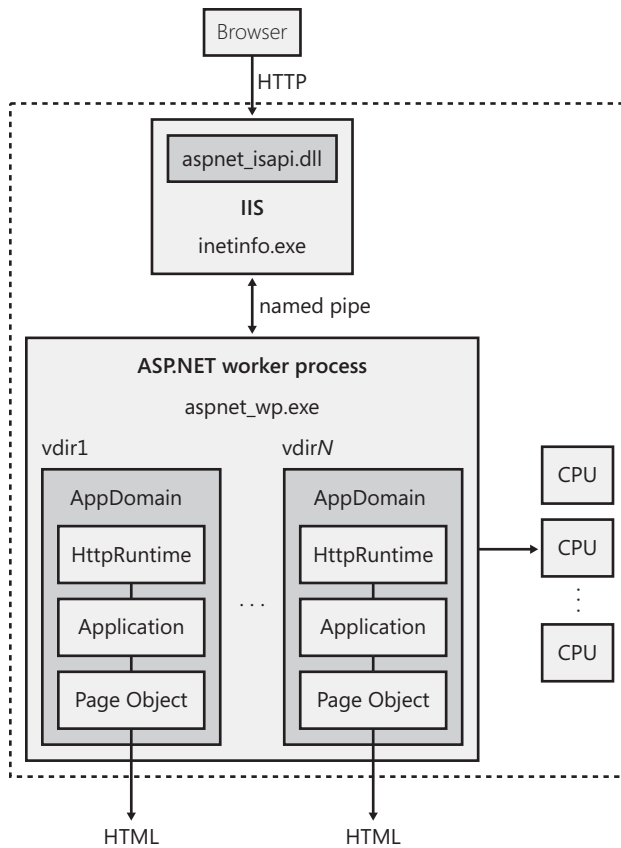 Browser
HTTP
aspnet_isapi.dll
IIS
inetinfo.exe
named pipe
ASP.NET worker process
aspnet_wp.exe
vdir1
AppDomain
HttpRuntime
Application
Page Object
. . .
vdirN
AppDomain
HttpRuntime
Application
Page Object
CPU
CPU
. . .
CPU
HTML
HTML